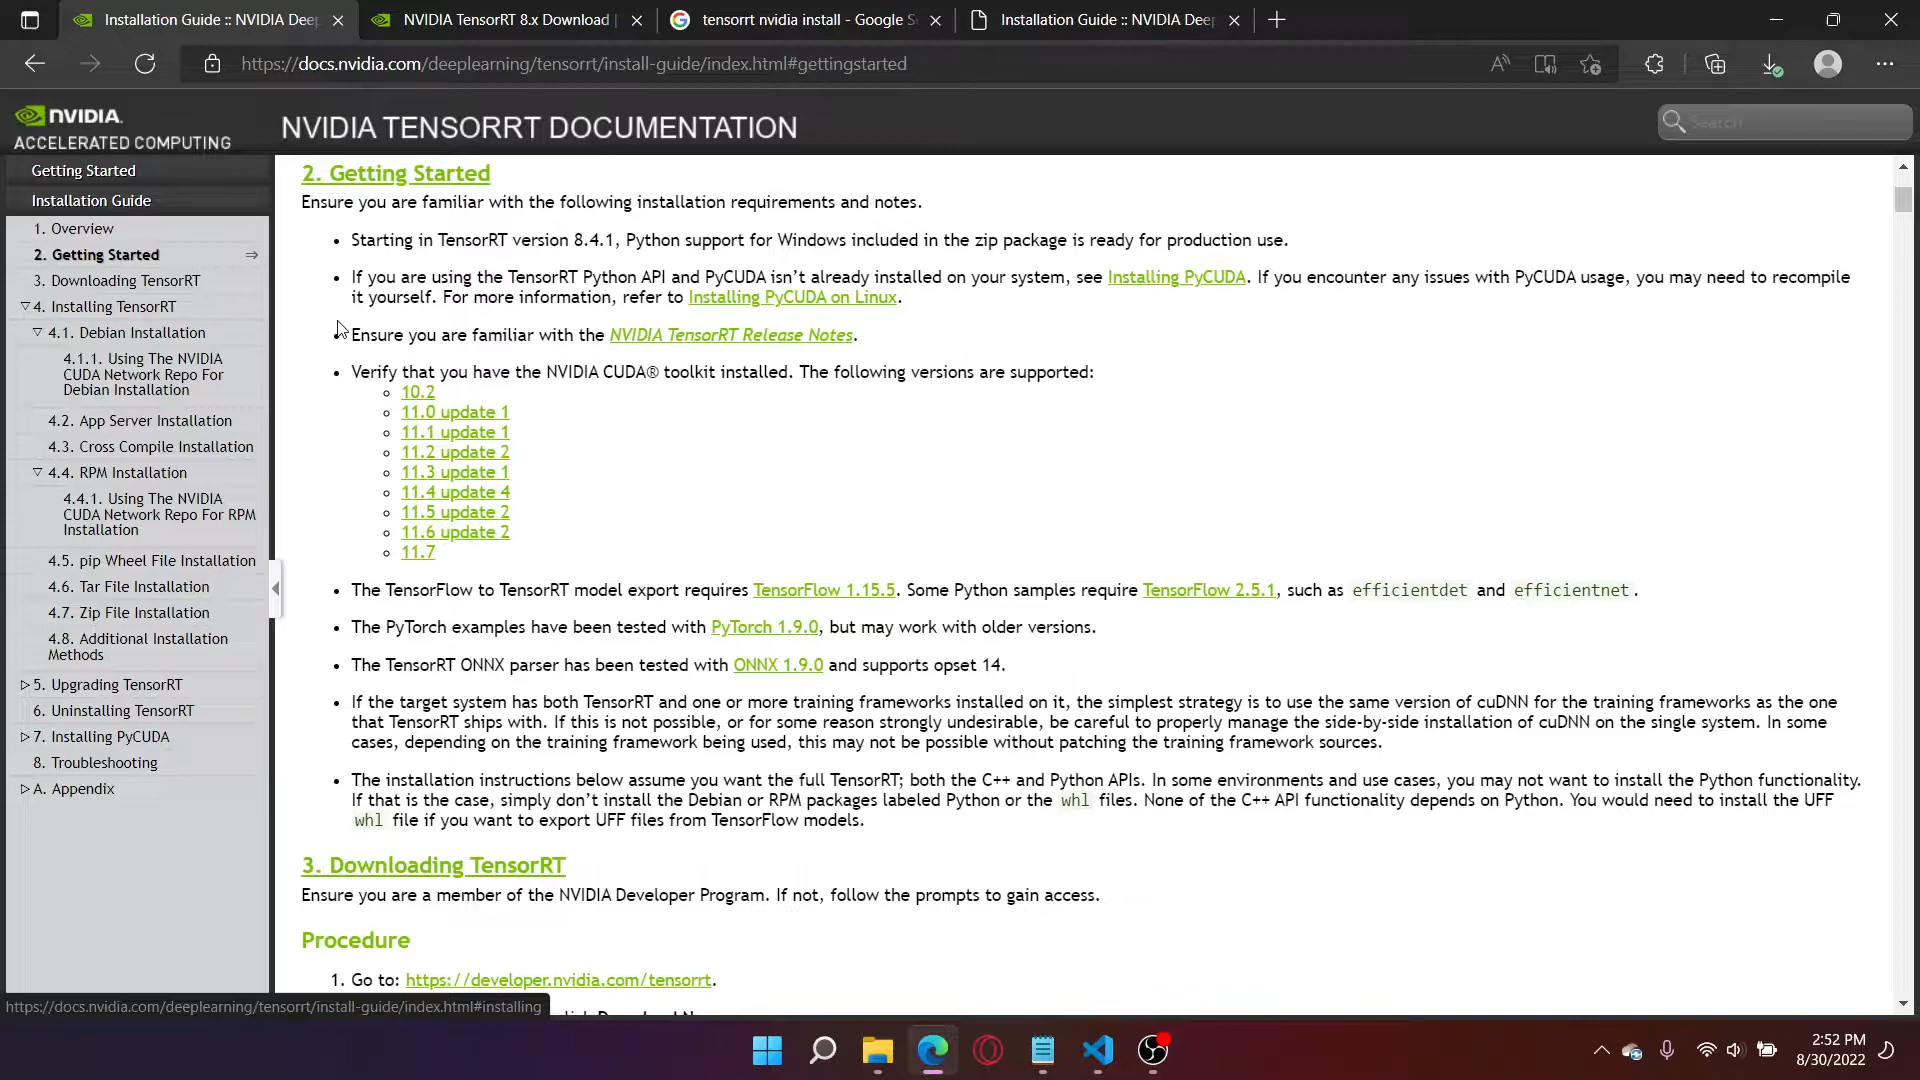 Installation Guide :: NVIDIA Deep
NVIDIA TensorRT 8.x Download |
tensorrt nvidia install - Google S
Installation Guide :: NVIDIA Deep
https://docs.nvidia.com/deeplearning/tensorrt/install-guide/index.html#gettingstarted
NVIDIA.
ACCELERATED COMPUTING
NVIDIA TENSORRT DOCUMENTATION
Search
Getting Started
Installation Guide
1. Overview
2. Getting Started
3. Downloading TensorRT
4. Installing TensorRT
4.1. Debian Installation
4.1.1. Using The NVIDIA
CUDA Network Repo For
Debian Installation
4.2. App Server Installation
4.3. Cross Compile Installation
4.4. RPM Installation
4.4.1. Using The NVIDIA
CUDA Network Repo For RPM
Installation
4.5. pip Wheel File Installation
4.6. Tar File Installation
4.7. Zip File Installation
4.8. Additional Installation
Methods
5. Upgrading TensorRT
6. Uninstalling TensorRT
7. Installing PyCUDA
8. Troubleshooting
A. Appendix
2. Getting Started
Ensure you are familiar with the following installation requirements and notes.
• Starting in TensorRT version 8.4.1, Python support for Windows included in the zip package is ready for production use.
• If you are using the TensorRT Python API and PyCUDA isn't already installed on your system, see Installing PyCUDA. If you encounter any issues with PyCUDA usage, you may need to recompile
it yourself. For more information, refer to Installing PyCUDA on Linux.
Ensure you are familiar with the NVIDIA TensorRT Release Notes.
• Verify that you have the NVIDIA CUDA® toolkit installed. The following versions are supported:
◦ 10.2
◦ 11.0 update 1
◦ 11.1 update 1
◦ 11.2 update 2
◦ 11.3 update 1
◦ 11.4 update 4
◦ 11.5 update 2
◦ 11.6 update 2
◦ 11.7
• The TensorFlow to TensorRT model export requires TensorFlow 1.15.5. Some Python samples require TensorFlow 2.5.1, such as efficientdet and efficientnet.
• The PyTorch examples have been tested with PyTorch 1.9.0, but may work with older versions.
• The TensorRT ONNX parser has been tested with ONNX 1.9.0 and supports opset 14.
• If the target system has both TensorRT and one or more training frameworks installed on it, the simplest strategy is to use the same version of cuDNN for the training frameworks as the one
that TensorRT ships with. If this is not possible, or for some reason strongly undesirable, be careful to properly manage the side-by-side installation of cuDNN on the single system. In some
cases, depending on the training framework being used, this may not be possible without patching the training framework sources.
• The installation instructions below assume you want the full TensorRT; both the C++ and Python APIs. In some environments and use cases, you may not want to install the Python functionality.
If that is the case, simply don't install the Debian or RPM packages labeled Python or the whl files. None of the C++ API functionality depends on Python. You would need to install the UFF
whl file if you want to export UFF files from TensorFlow models.
3. Downloading TensorRT
Ensure you are a member of the NVIDIA Developer Program. If not, follow the prompts to gain access.
Procedure
1. Go to: https://developer.nvidia.com/tensorrt.
https://docs.nvidia.com/deeplearning/tensorrt/install-guide/index.html#installing
2:52 PM
8/30/2022